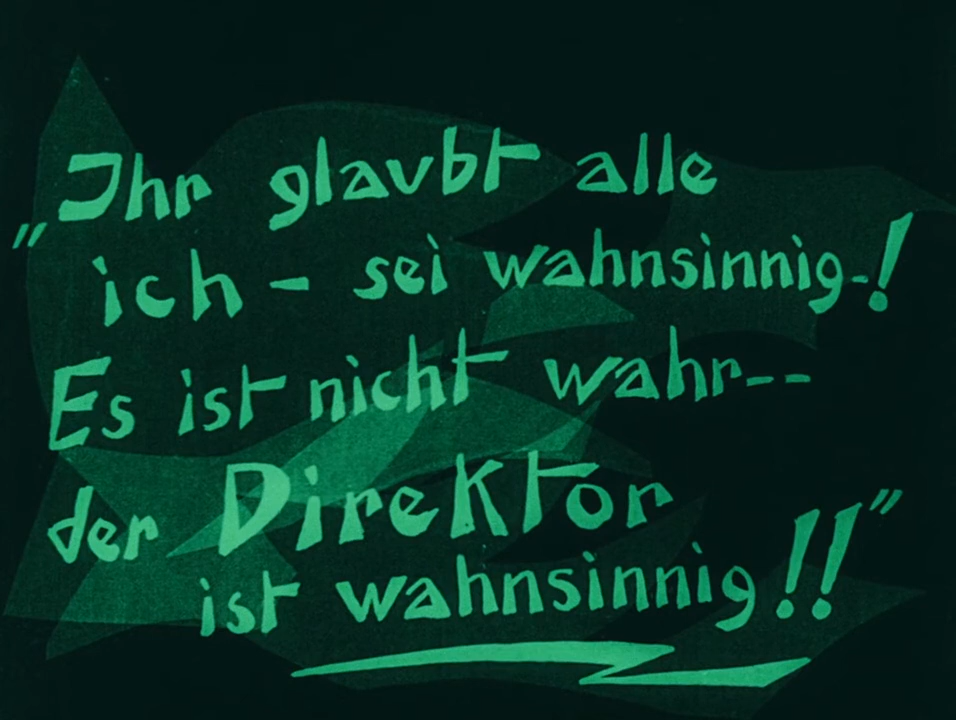 „Ihr glaubt alle
ich – sei wahnsinnig-!
Es ist nicht wahr--
der Direktor
ist wahnsinnig!!”